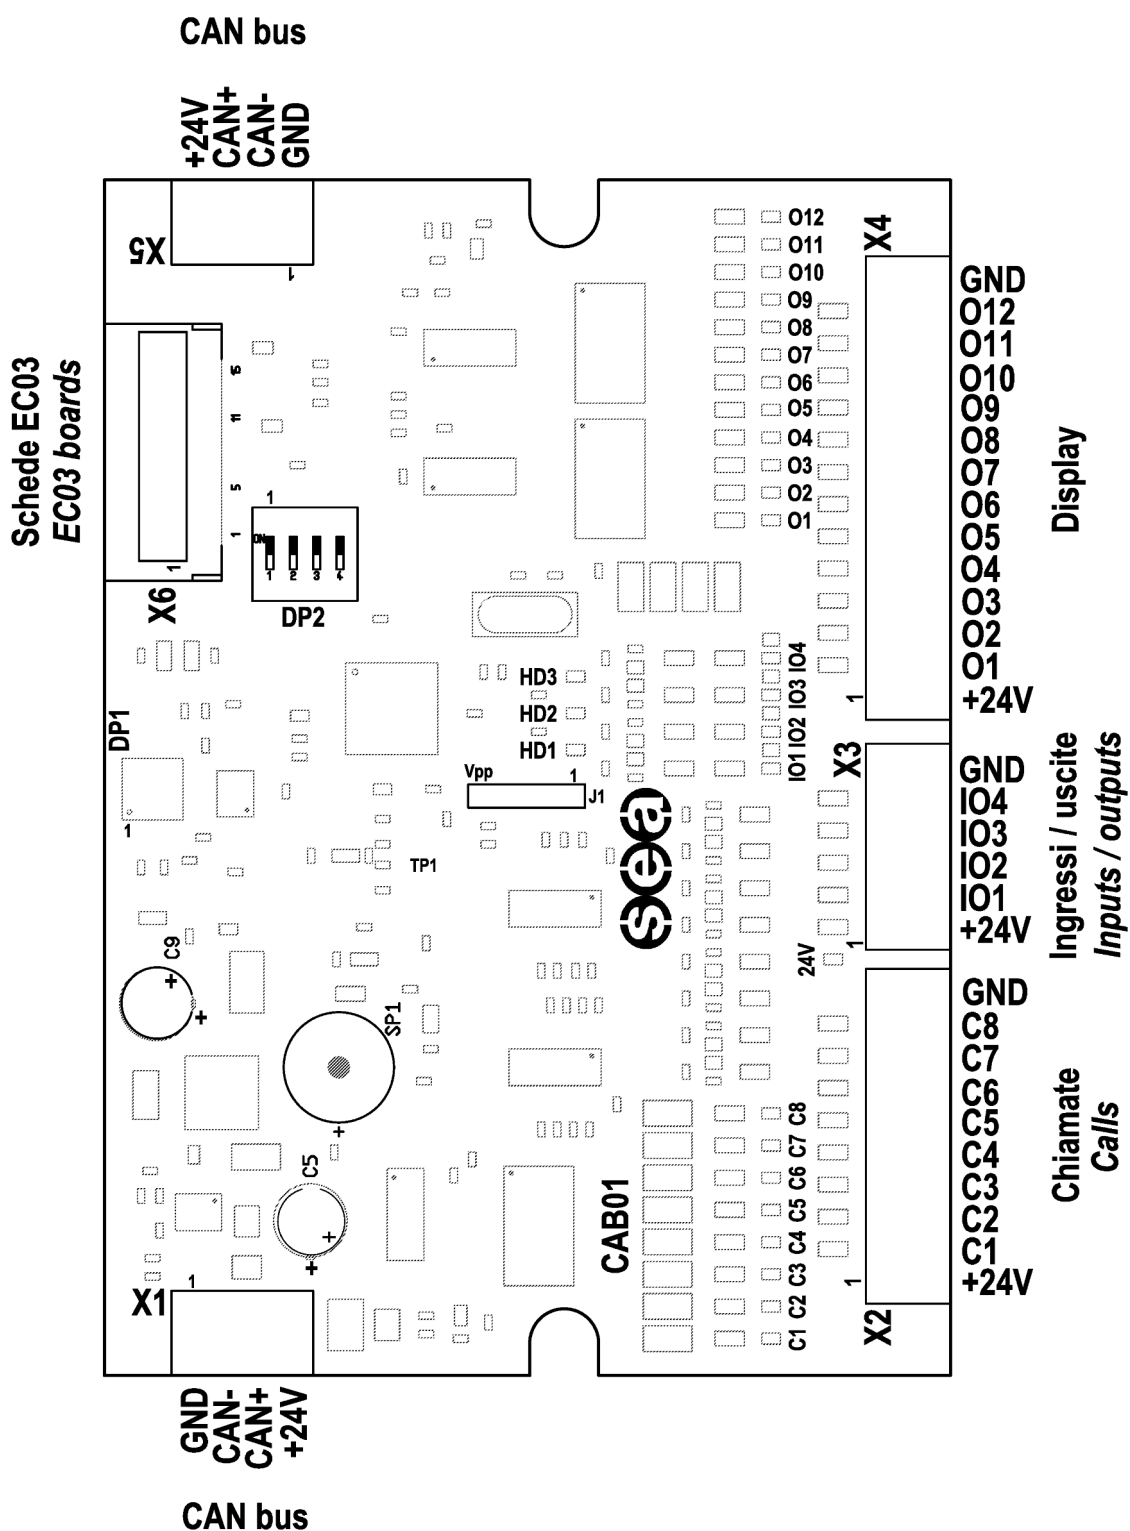 CAN bus
+24V
CAN+
CAN-
GND
X5
1
X4
O12
O11
O10
O9
O8
O7
O6
O5
O4
O3
O2
O1
GND
O12
O11
O10
O9
O8
O7
O6
O5
O4
O3
O2
O1
+24V
1
Display
Schede EC03
EC03 boards
15
11
5
1
1
X6
1
ON
1 2 3 4
DP2
DP1
1
HD3
HD2
HD1
IO4
IO3
IO2
IO1
Vpp
1
J1
TP1
sea
X3
GND
IO4
IO3
IO2
IO1
+24V
1
Ingressi / uscite
Inputs / outputs
24V
C9
+
+
SP1
+
C5
+
+
CAB01
C8
C7
C6
C5
C4
C3
C2
C1
GND
C8
C7
C6
C5
C4
C3
C2
C1
+24V
1
X2
Chiamate
Calls
X1
1
GND
CAN-
CAN+
+24V
CAN bus